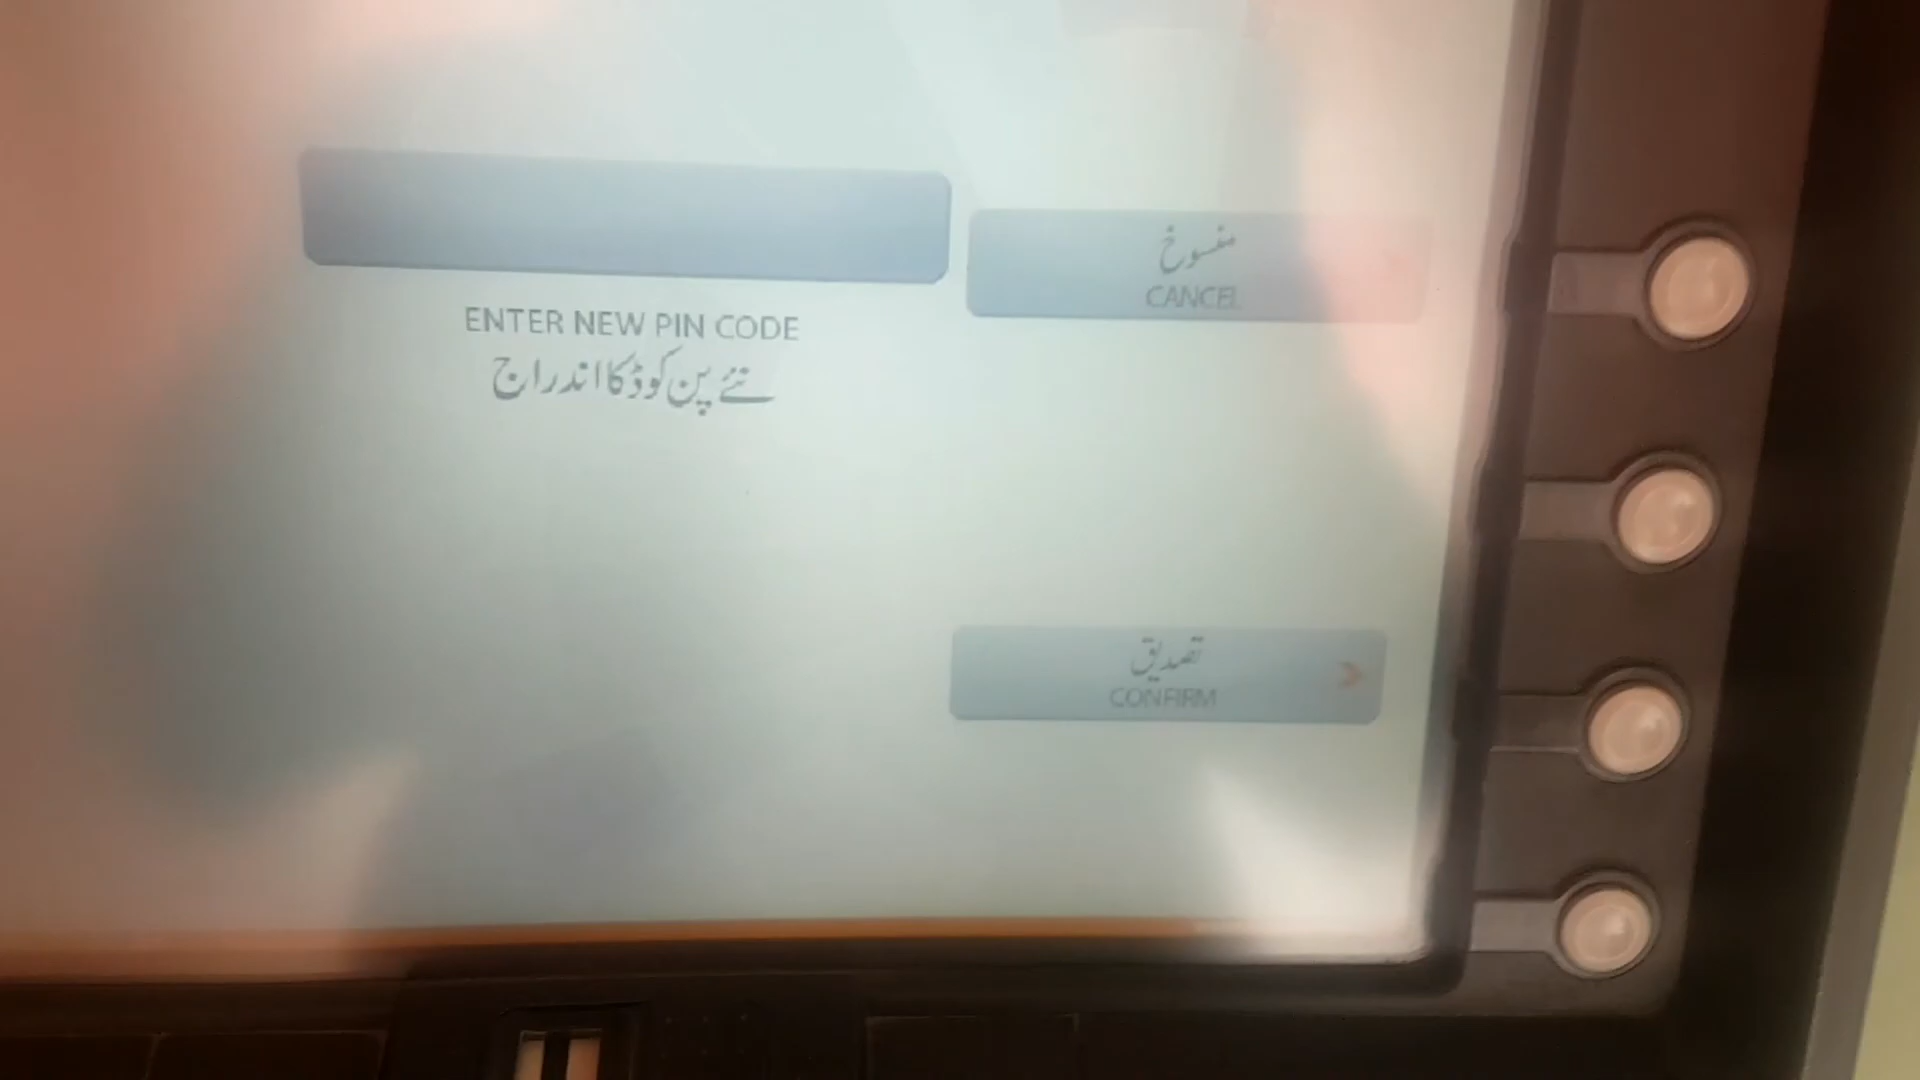 منسوخ
CANCEL
ENTER NEW PIN CODE
نئے پن کوڈ کا اندراج
تصدیق
CONFIRM